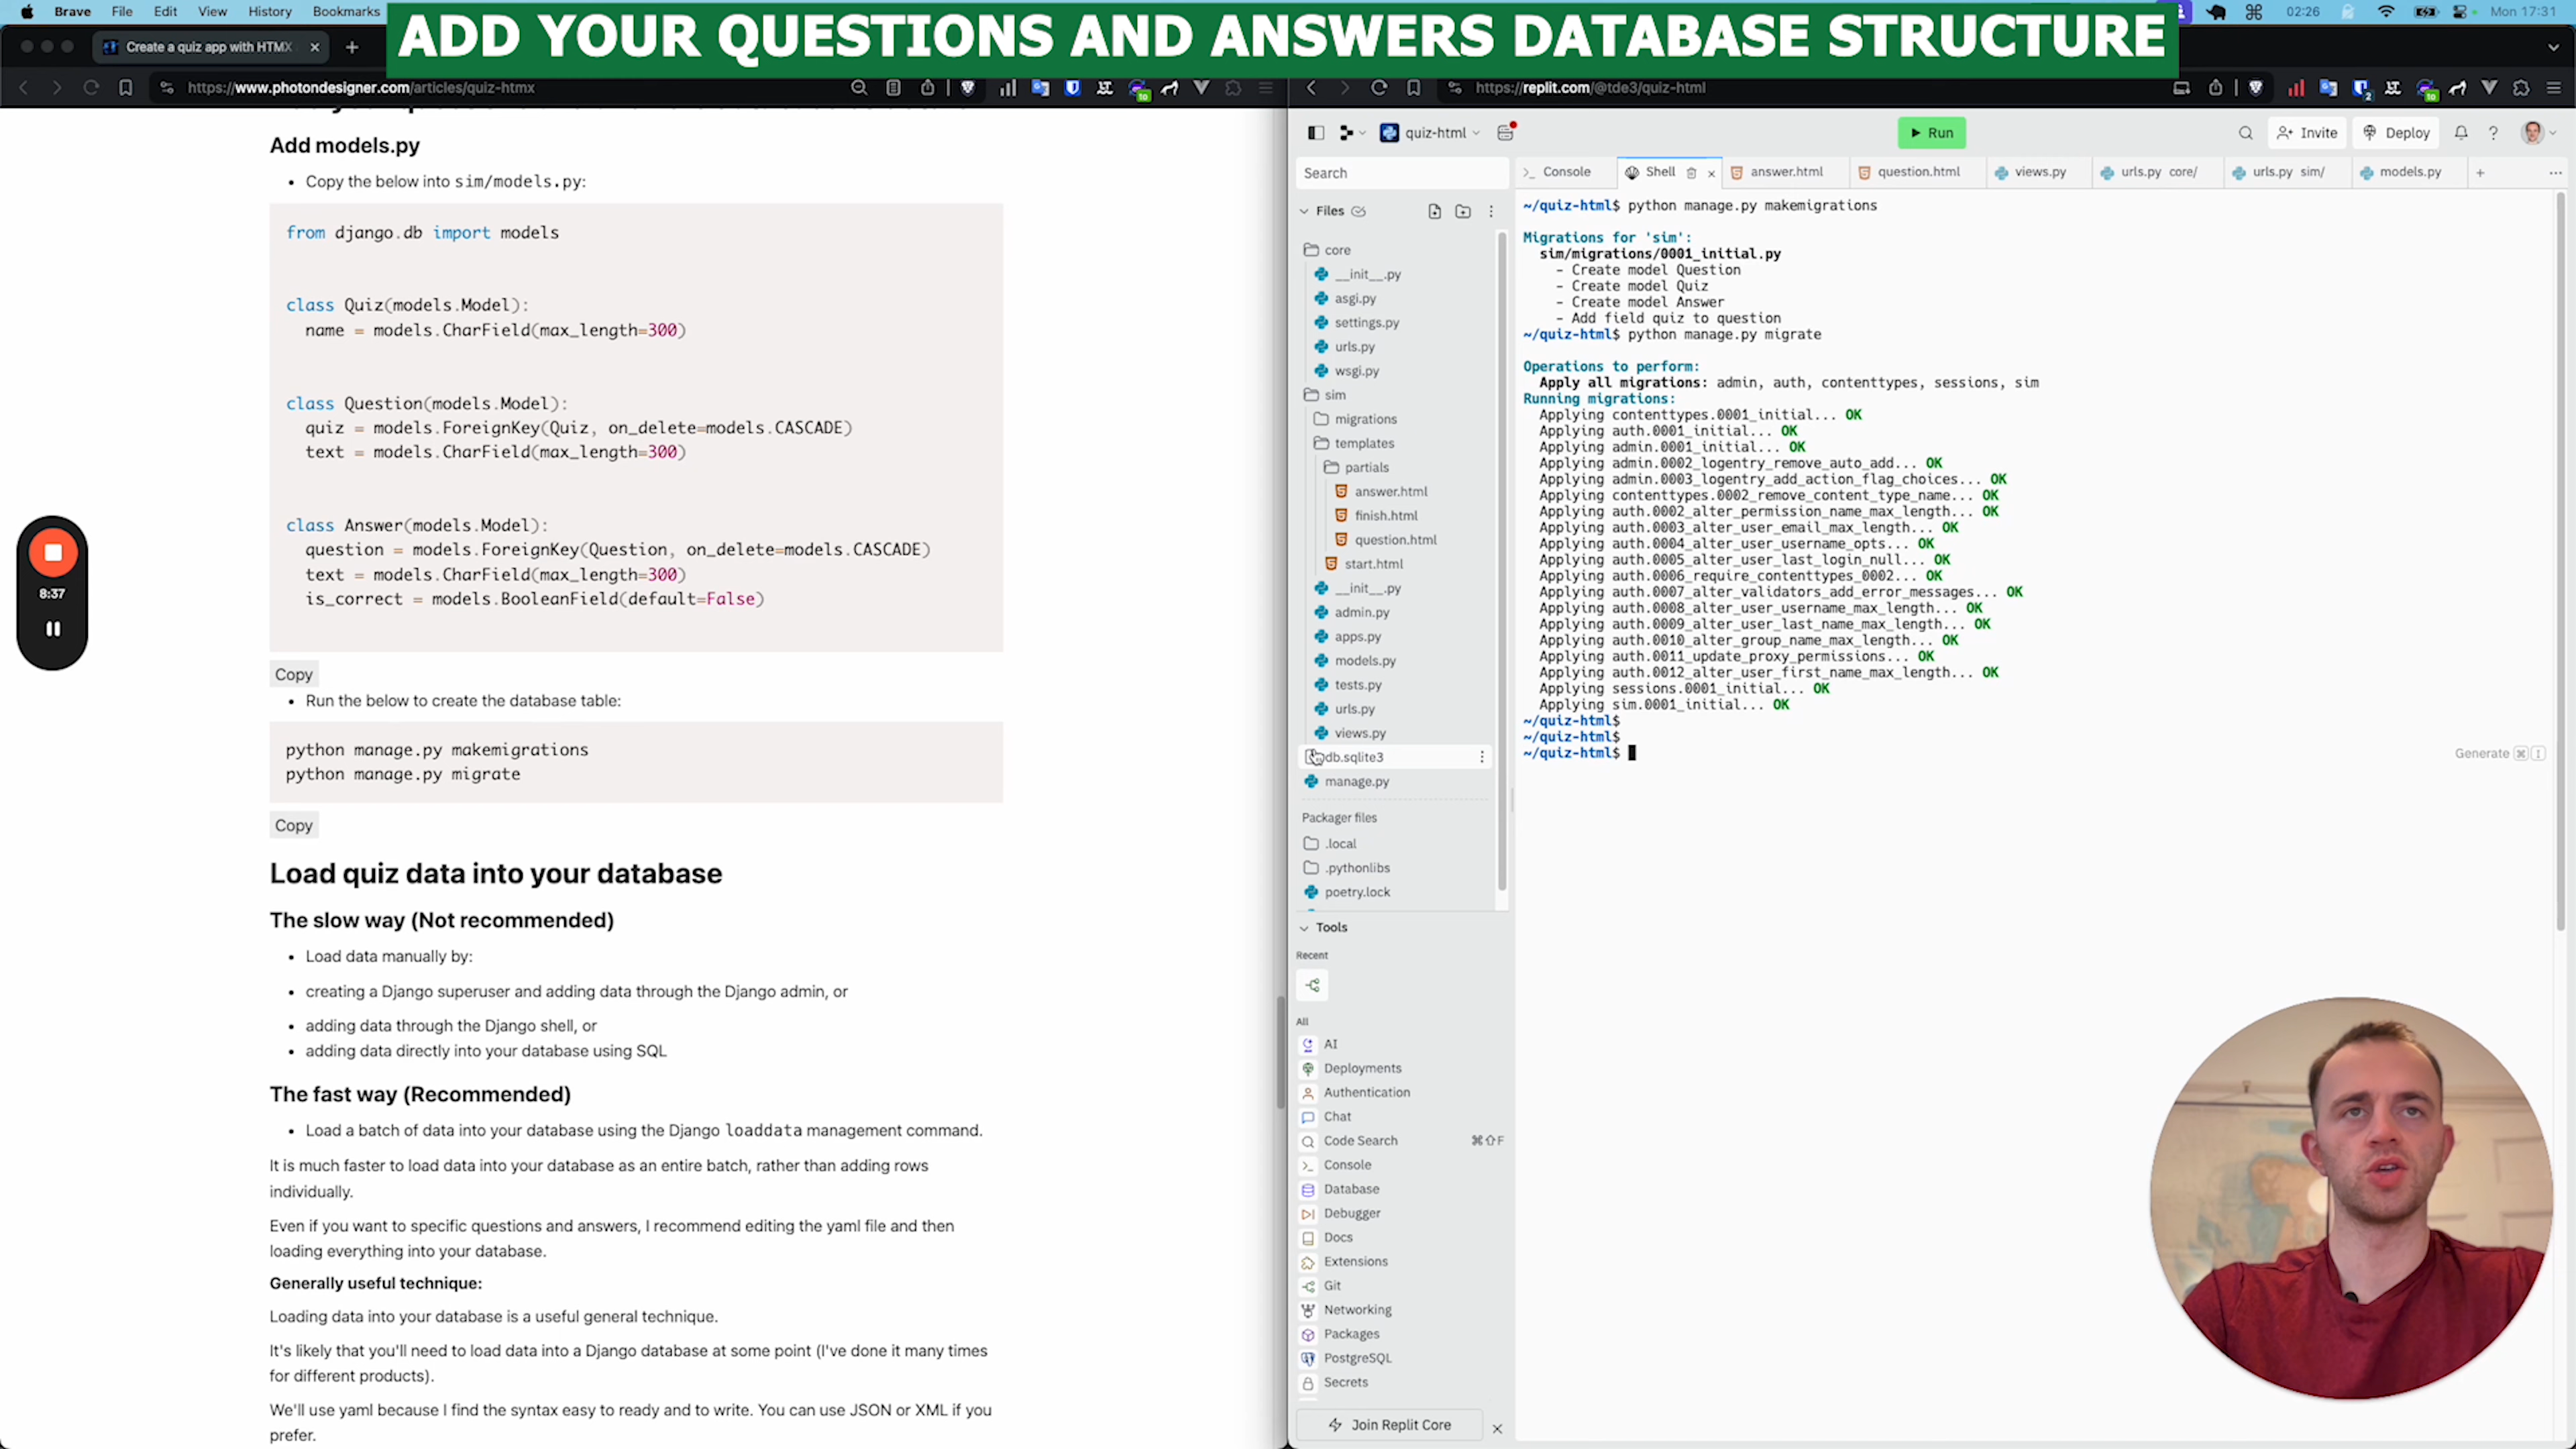 Brave File Edit View History Bookmarks
02:26 Mon 17:31
ADD YOUR QUESTIONS AND ANSWERS DATABASE STRUCTURE
Create a quiz app with HTMX
https://www.photondesigner.com/articles/quiz-htmx
Add models.py
• Copy the below into sim/models.py:
from django.db import models
class Quiz(models.Model):
name = models.CharField(max_length=300)
class Question(models.Model):
quiz = models.ForeignKey(Quiz, on_delete=models.CASCADE)
text = models.CharField(max_length=300)
class Answer(models.Model):
question = models.ForeignKey(Question, on_delete=models.CASCADE)
text = models.CharField(max_length=300)
is_correct = models.BooleanField(default=False)
Copy
• Run the below to create the database table:
python manage.py makemigrations
python manage.py migrate
Copy
Load quiz data into your database
The slow way (Not recommended)
• Load data manually by:
• creating a Django superuser and adding data through the Django admin, or
• adding data through the Django shell, or
• adding data directly into your database using SQL
The fast way (Recommended)
• Load a batch of data into your database using the Django loaddata management command.
It is much faster to load data into your database as an entire batch, rather than adding rows
individually.
Even if you want to specific questions and answers, I recommend editing the yaml file and then
loading everything into your database.
Generally useful technique:
Loading data into your database is a useful general technique.
It's likely that you'll need to load data into a Django database at some point (I've done it many times
for different products).
We'll use yaml because I find the syntax easy to ready and to write. You can use JSON or XML if you
prefer.
8:37
https://replit.com/@tde3/quiz-html
quiz-html
Run
Invite
Deploy
Search
Files
core
__init__.py
asgi.py
settings.py
urls.py
wsgi.py
sim
migrations
templates
partials
answer.html
finish.html
question.html
start.html
__init__.py
admin.py
apps.py
models.py
tests.py
urls.py
views.py
db.sqlite3
manage.py
Packager files
.local
.pythonlibs
poetry.lock
Tools
Recent
All
AI
Deployments
Authentication
Chat
Code Search ⌘⇧F
Console
Database
Debugger
Docs
Extensions
Git
Networking
Packages
PostgreSQL
Secrets
Join Replit Core
Console Shell answer.html question.html views.py urls.py core/ urls.py sim/ models.py
~/quiz-html$ python manage.py makemigrations
Migrations for 'sim':
sim/migrations/0001_initial.py
- Create model Question
- Create model Quiz
- Create model Answer
- Add field quiz to question
~/quiz-html$ python manage.py migrate
Operations to perform:
Apply all migrations: admin, auth, contenttypes, sessions, sim
Running migrations:
Applying contenttypes.0001_initial... OK
Applying auth.0001_initial... OK
Applying admin.0001_initial... OK
Applying admin.0002_logentry_remove_auto_add... OK
Applying admin.0003_logentry_add_action_flag_choices... OK
Applying contenttypes.0002_remove_content_type_name... OK
Applying auth.0002_alter_permission_name_max_length... OK
Applying auth.0003_alter_user_email_max_length... OK
Applying auth.0004_alter_user_username_opts... OK
Applying auth.0005_alter_user_last_login_null... OK
Applying auth.0006_require_contenttypes_0002... OK
Applying auth.0007_alter_validators_add_error_messages... OK
Applying auth.0008_alter_user_username_max_length... OK
Applying auth.0009_alter_user_last_name_max_length... OK
Applying auth.0010_alter_group_name_max_length... OK
Applying auth.0011_update_proxy_permissions... OK
Applying auth.0012_alter_user_first_name_max_length... OK
Applying sessions.0001_initial... OK
Applying sim.0001_initial... OK
~/quiz-html$
~/quiz-html$
~/quiz-html$
Generate ⌘ I